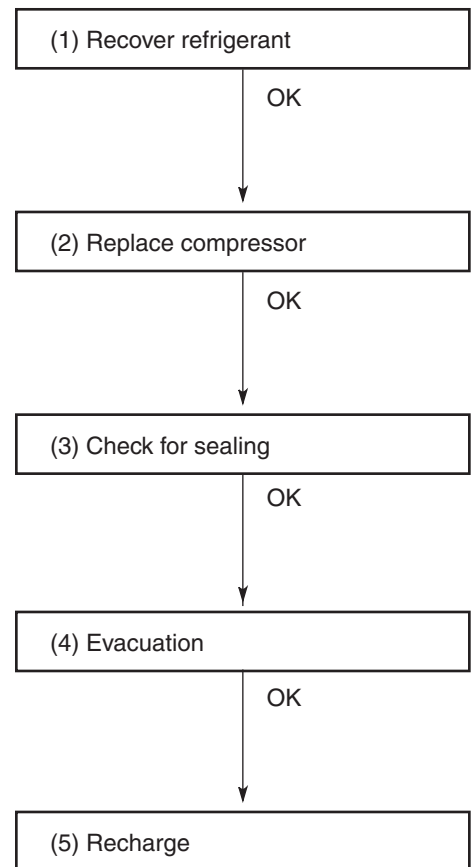 (1) Recover refrigerant
OK
(2) Replace compressor
OK
(3) Check for sealing
OK
(4) Evacuation
OK
(5) Recharge